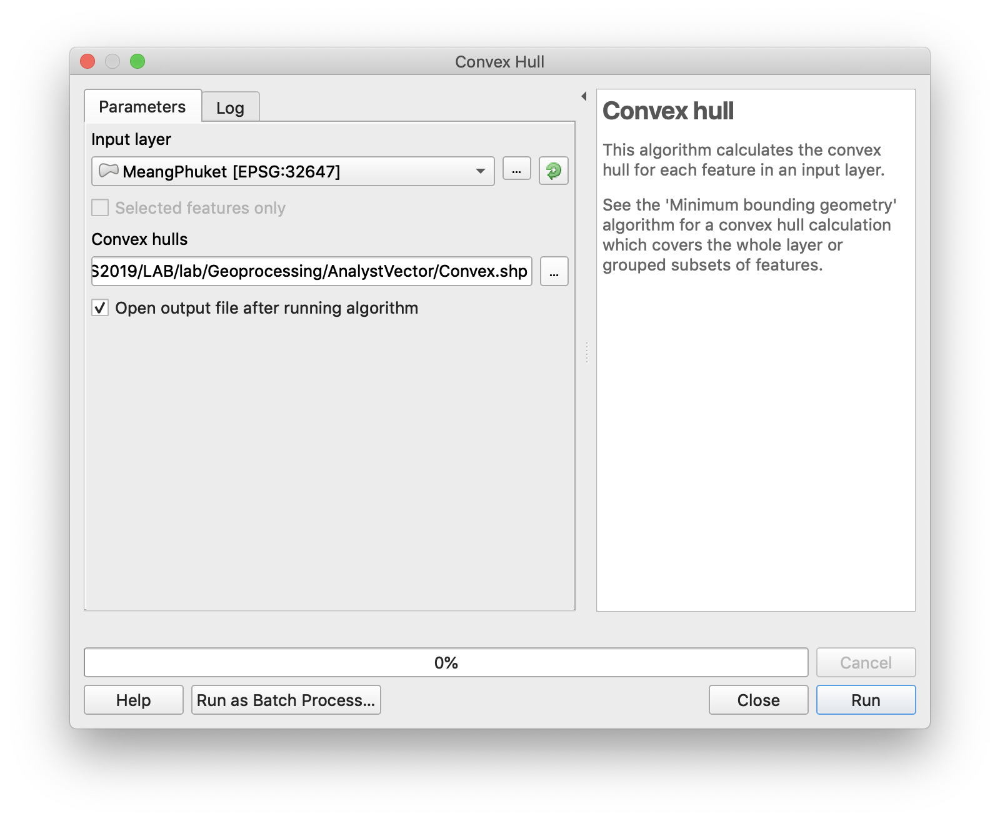 Convex Hull
Parameters
Log
Input layer
MeangPhuket [EPSG:32647]
...
Selected features only
Convex hulls
S2019/LAB/lab/Geoprocessing/AnalystVector/Convex.shp
...
Open output file after running algorithm
Convex hull
This algorithm calculates the convex
hull for each feature in an input layer.
See the 'Minimum bounding geometry'
algorithm for a convex hull calculation
which covers the whole layer or
grouped subsets of features.
0%
Cancel
Help
Run as Batch Process...
Close
Run